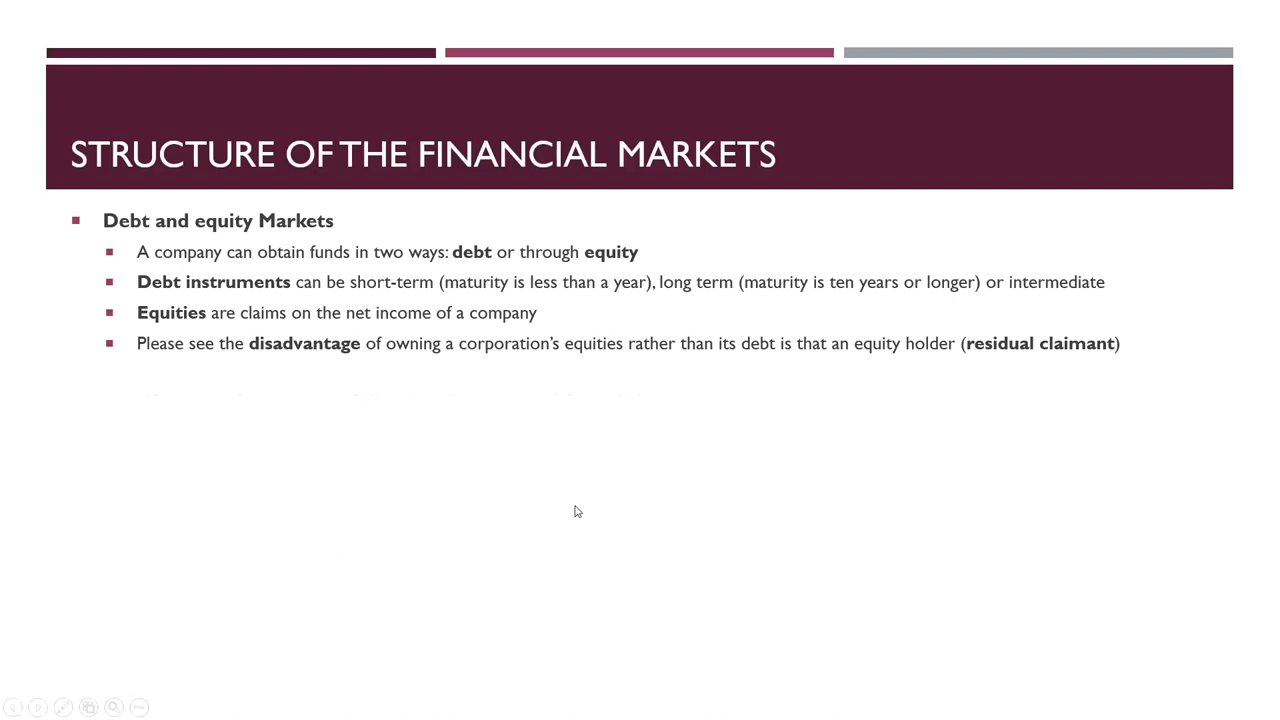 STRUCTURE OF THE FINANCIAL MARKETS
Debt and equity Markets
A company can obtain funds in two ways: debt or through equity
Debt instruments can be short-term (maturity is less than a year), long term (maturity is ten years or longer) or intermediate
Equities are claims on the net income of a company
Please see the disadvantage of owning a corporation's equities rather than its debt is that an equity holder (residual claimant)